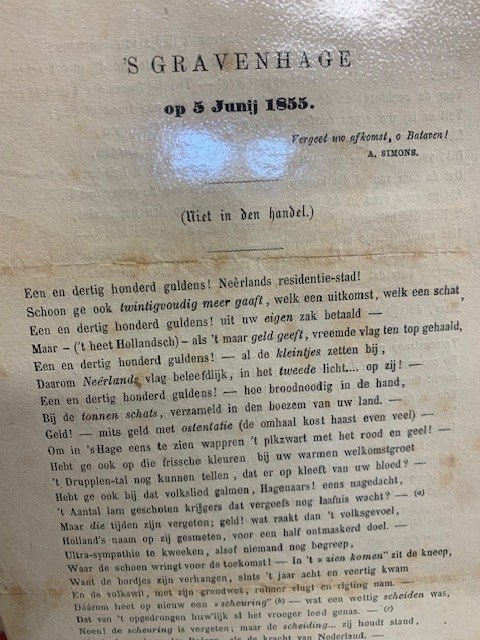 'S GRAVENHAGE
op 5 Junij 1855.
Vergeet uw afkomst, o Bataven!
A. SIMONS.
(Niet in den handel.)
Een en dertig honderd guldens! Neêrlands residentie-stad!
Schoon ge ook twintigvoudig meer gaaft, welk een uitkomst, welk een schat,
Een en dertig honderd guldens! uit uw eigen zak betaald —
Maar – ('t heet Hollandsch) – als 't maar geld geeft, vreemde vlag ten top gehaald,
Een en dertig honderd guldens! — al de kleintjes zetten bij,
Daarom Neêrlands vlag beleefdlijk, in het tweede licht.... op zij! —
Een en dertig honderd guldens! — hoe broodnoodig in de hand,
Bij de tonnen schats, verzameld in den boezem van uw land. —
Geld! — mits geld met ostentatie (de omhaal kost haast even veel) —
Om in 'sHage eens te zien wappren 't pikzwart met het rood en geel! —
Hebt ge ook op die frissche kleuren bij uw warmen welkomstgroet
't Drupplen-tal nog kunnen tellen, dat er op kleeft van uw bloed? —
Hebt ge ook bij dat volkslied galmen, Hagenaars! eens nagedacht,
't Aantal lam geschoten krijgers dat vergeefs nog laafnis wacht? — (a)
Maar die tijden zijn vergeten; geld! wat raakt dan 't volksgevoel,
Holland's naam op zij gesmeten, voor een half ontmaskerd doel. —
Ultra-sympathie te kweeken, alsof niemand nog begreep,
Waar de schoen wringt voor de toekomst! — In 't » zien komen" zit de kneep,
Want de bordjes zijn verhangen, sints 't jaar acht en veertig kwam
En de volkswil, met zijn grondwet, ruimer vlugt en rigting nam. —
Dáárom heet op nieuw een » scheuring" (b) — wat een wettig scheiden was,
Dat van 't opgedrongen huw'lijk al het vroeger leed genas. — (c)
Neen! de scheuring is vergeten; maar de scheiding... zij houdt stand,
als de kracht van Nederland. —